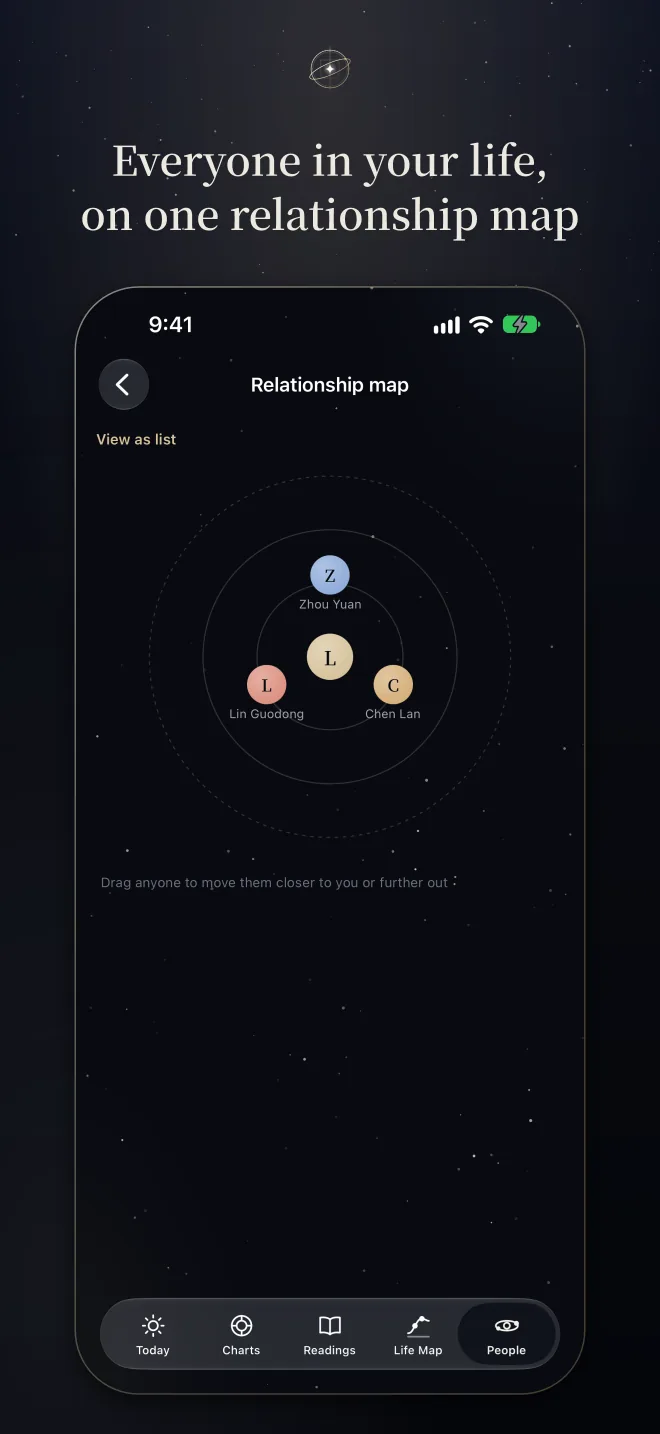 Everyone in your life,
on one relationship map
9:41
Relationship map
View as list
Z
Zhou Yuan
L
L
C
Lin Guodong
Chen Lan
Drag anyone to move them closer to you or further out
Today
Charts
Readings
Life Map
People